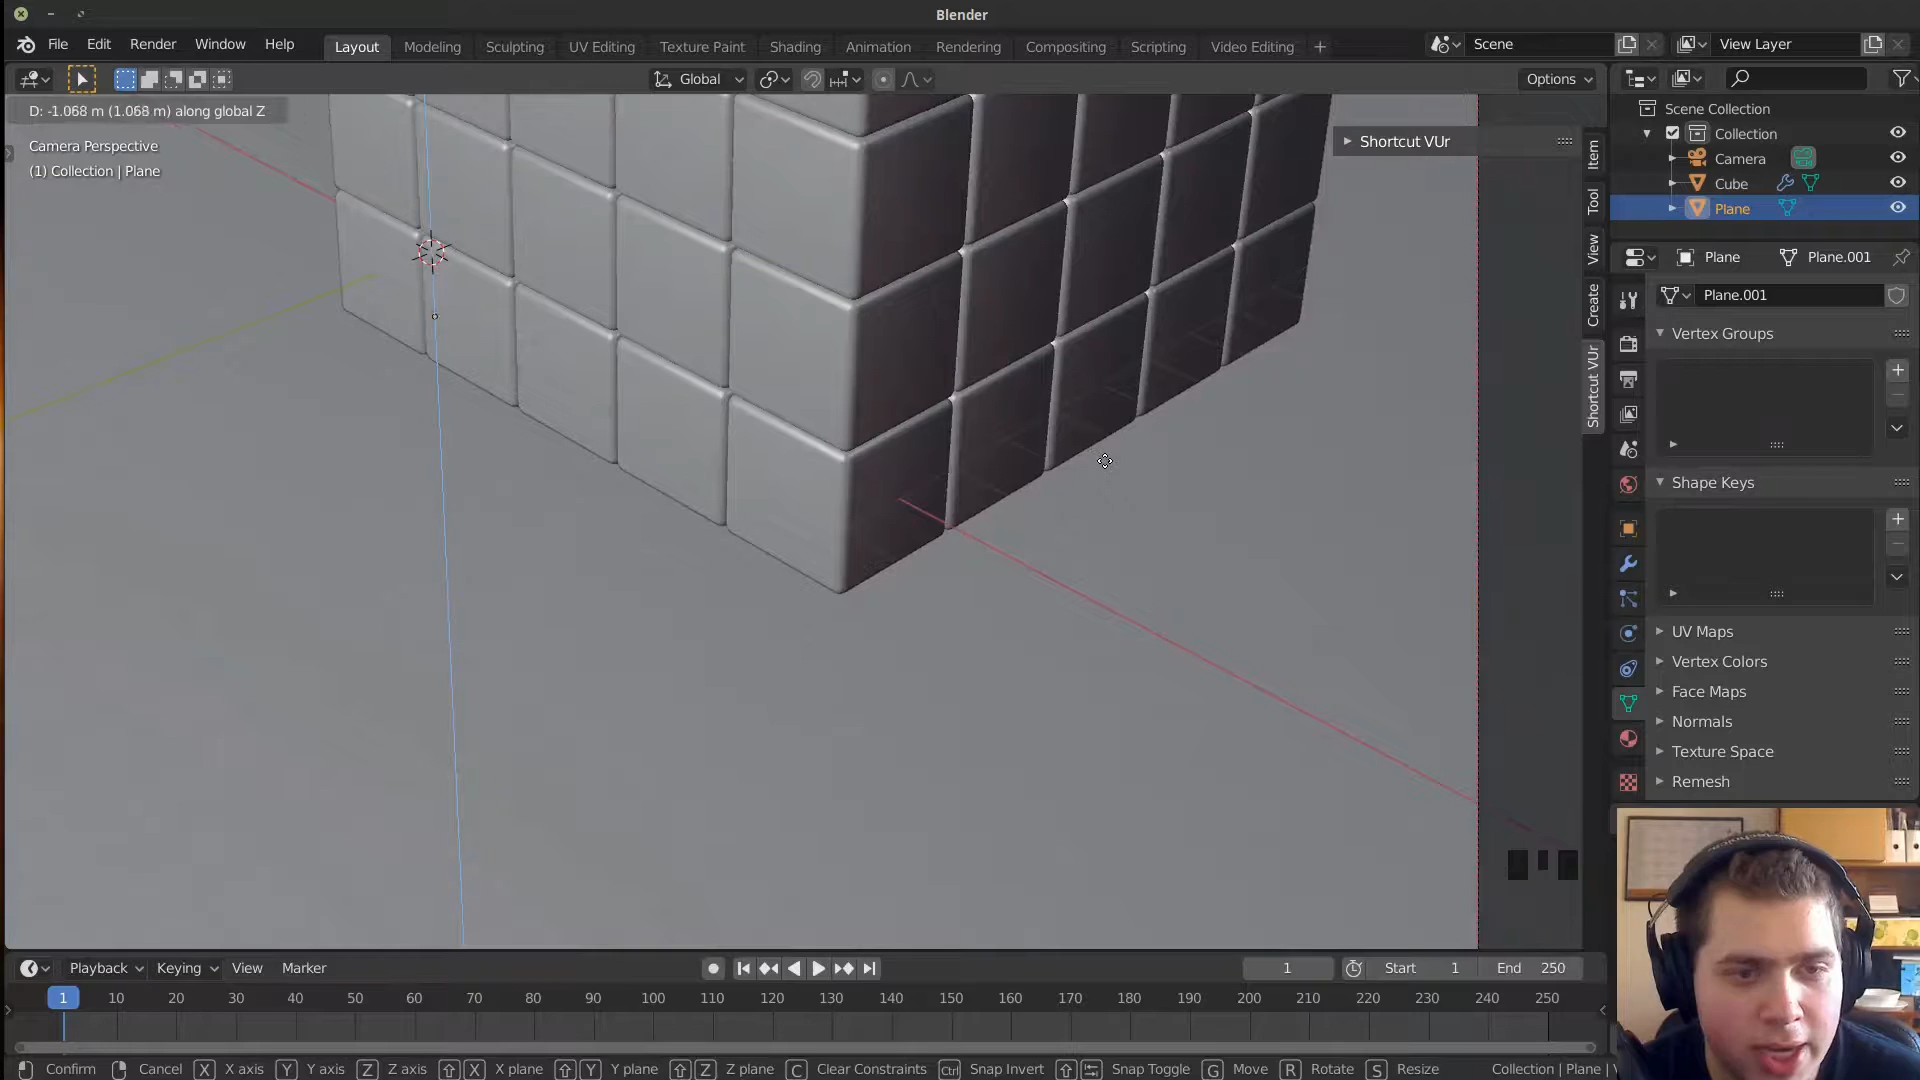 Blender
File Edit Render Window Help
Layout Modeling Sculpting UV Editing Texture Paint Shading Animation Rendering Compositing Scripting Video Editing +
Scene
View Layer
Global
Options
D: -1.068 m (1.068 m) along global Z
Camera Perspective
(1) Collection | Plane
Shortcut VUr
Item
Tool
View
Create
Shortcut VUr
Scene Collection
Collection
Camera
Cube
Plane
Plane Plane.001
Plane.001
Vertex Groups
Shape Keys
UV Maps
Vertex Colors
Face Maps
Normals
Texture Space
Remesh
Playback Keying View Marker
1 Start 1 End 250
1 10 20 30 40 50 60 70 80 90 100 110 120 130 140 150 160 170 180 190 200 210 220 230 240 250
Confirm Cancel X X axis Y Y axis Z Z axis X X plane Y Y plane Z Z plane C Clear Constraints Ctrl Snap Invert Snap Toggle G Move R Rotate S Resize Collection | Plane |